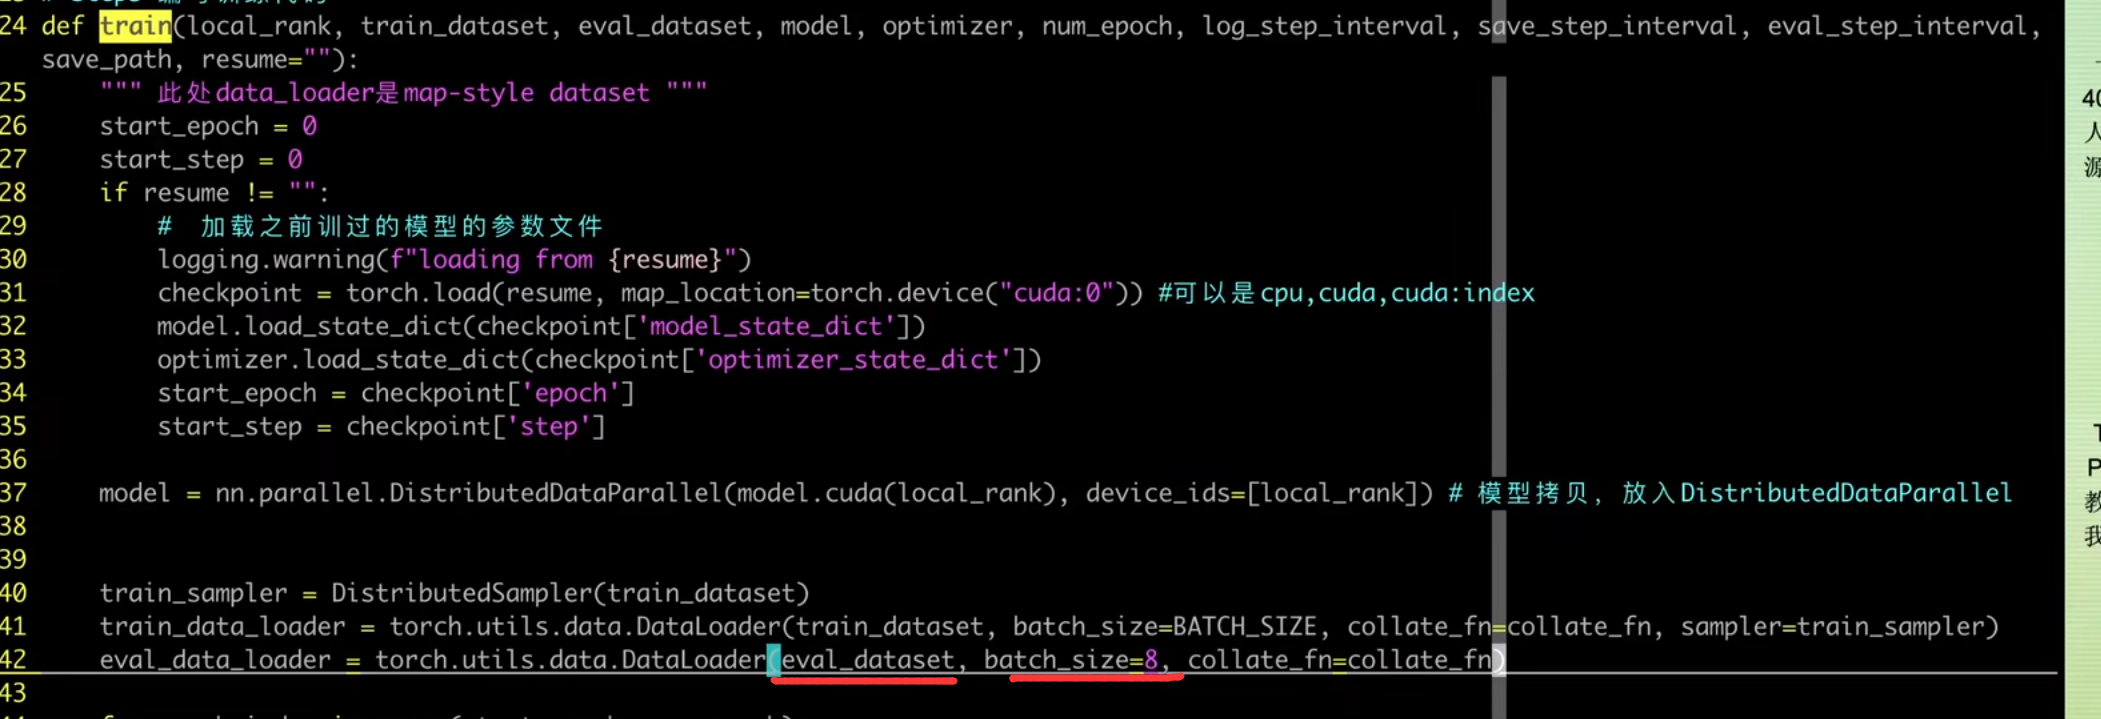 24 def train(local_rank, train_dataset, eval_dataset, model, optimizer, num_epoch, log_step_interval, save_step_interval, eval_step_interval,
save_path, resume=""):
25     """ 此处data_loader是map-style dataset """
26     start_epoch = 0
27     start_step = 0
28     if resume != "":
29         #  加载之前训过的模型的参数文件
30         logging.warning(f"loading from {resume}")
31         checkpoint = torch.load(resume, map_location=torch.device("cuda:0")) #可以是cpu,cuda,cuda:index
32         model.load_state_dict(checkpoint['model_state_dict'])
33         optimizer.load_state_dict(checkpoint['optimizer_state_dict'])
34         start_epoch = checkpoint['epoch']
35         start_step = checkpoint['step']
36
37     model = nn.parallel.DistributedDataParallel(model.cuda(local_rank), device_ids=[local_rank]) # 模型拷贝, 放入DistributedDataParallel
38
39
40     train_sampler = DistributedSampler(train_dataset)
41     train_data_loader = torch.utils.data.DataLoader(train_dataset, batch_size=BATCH_SIZE, collate_fn=collate_fn, sampler=train_sampler)
42     eval_data_loader = torch.utils.data.DataLoader(eval_dataset, batch_size=8, collate_fn=collate_fn)
43
40
人
源
P
教
我